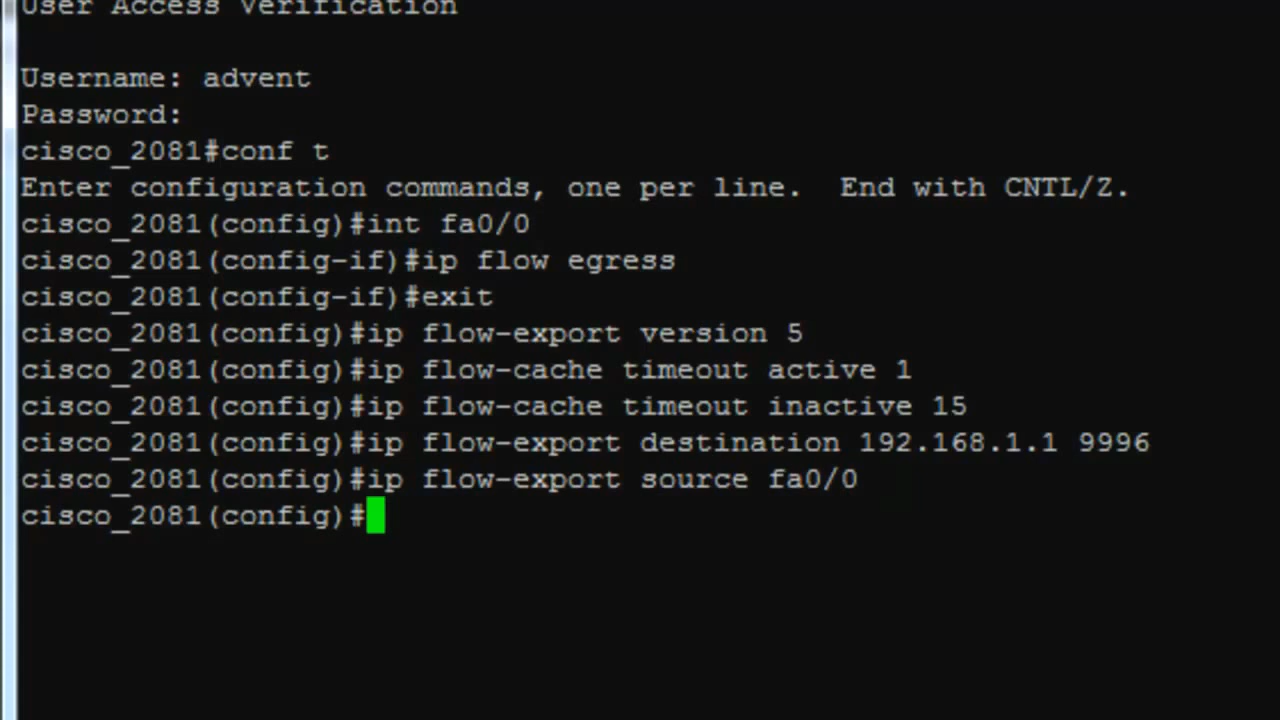 User Access Verification
Username: advent
Password:
cisco_2081#conf t
Enter configuration commands, one per line.  End with CNTL/Z.
cisco_2081(config)#int fa0/0
cisco_2081(config-if)#ip flow egress
cisco_2081(config-if)#exit
cisco_2081(config)#ip flow-export version 5
cisco_2081(config)#ip flow-cache timeout active 1
cisco_2081(config)#ip flow-cache timeout inactive 15
cisco_2081(config)#ip flow-export destination 192.168.1.1 9996
cisco_2081(config)#ip flow-export source fa0/0
cisco_2081(config)#